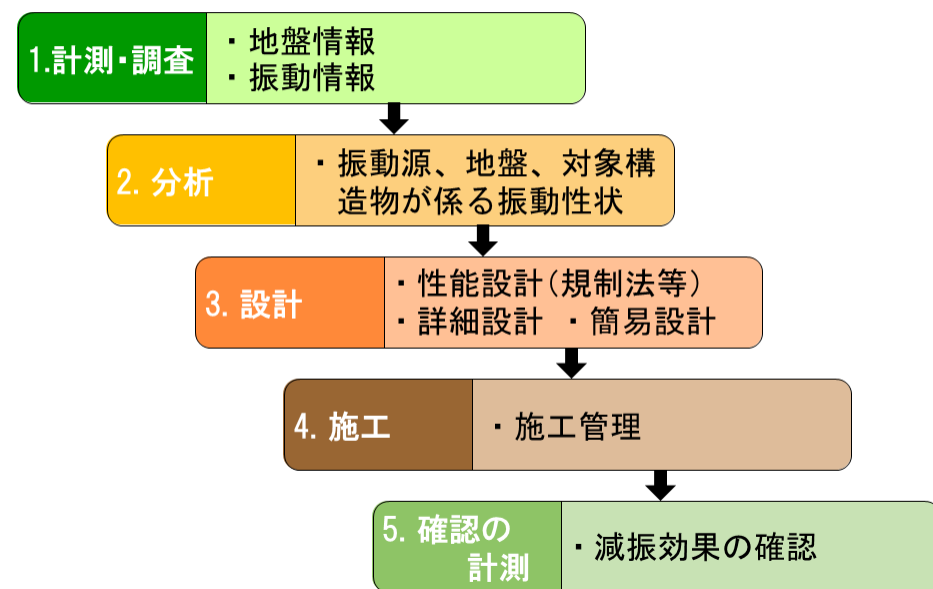 1.計測・調査
・地盤情報
・振動情報
2. 分析
・振動源、地盤、対象構
造物が係る振動性状
3. 設計
・性能設計(規制法等)
・詳細設計 ・簡易設計
4. 施工
・施工管理
5. 確認の
計測
・減振効果の確認